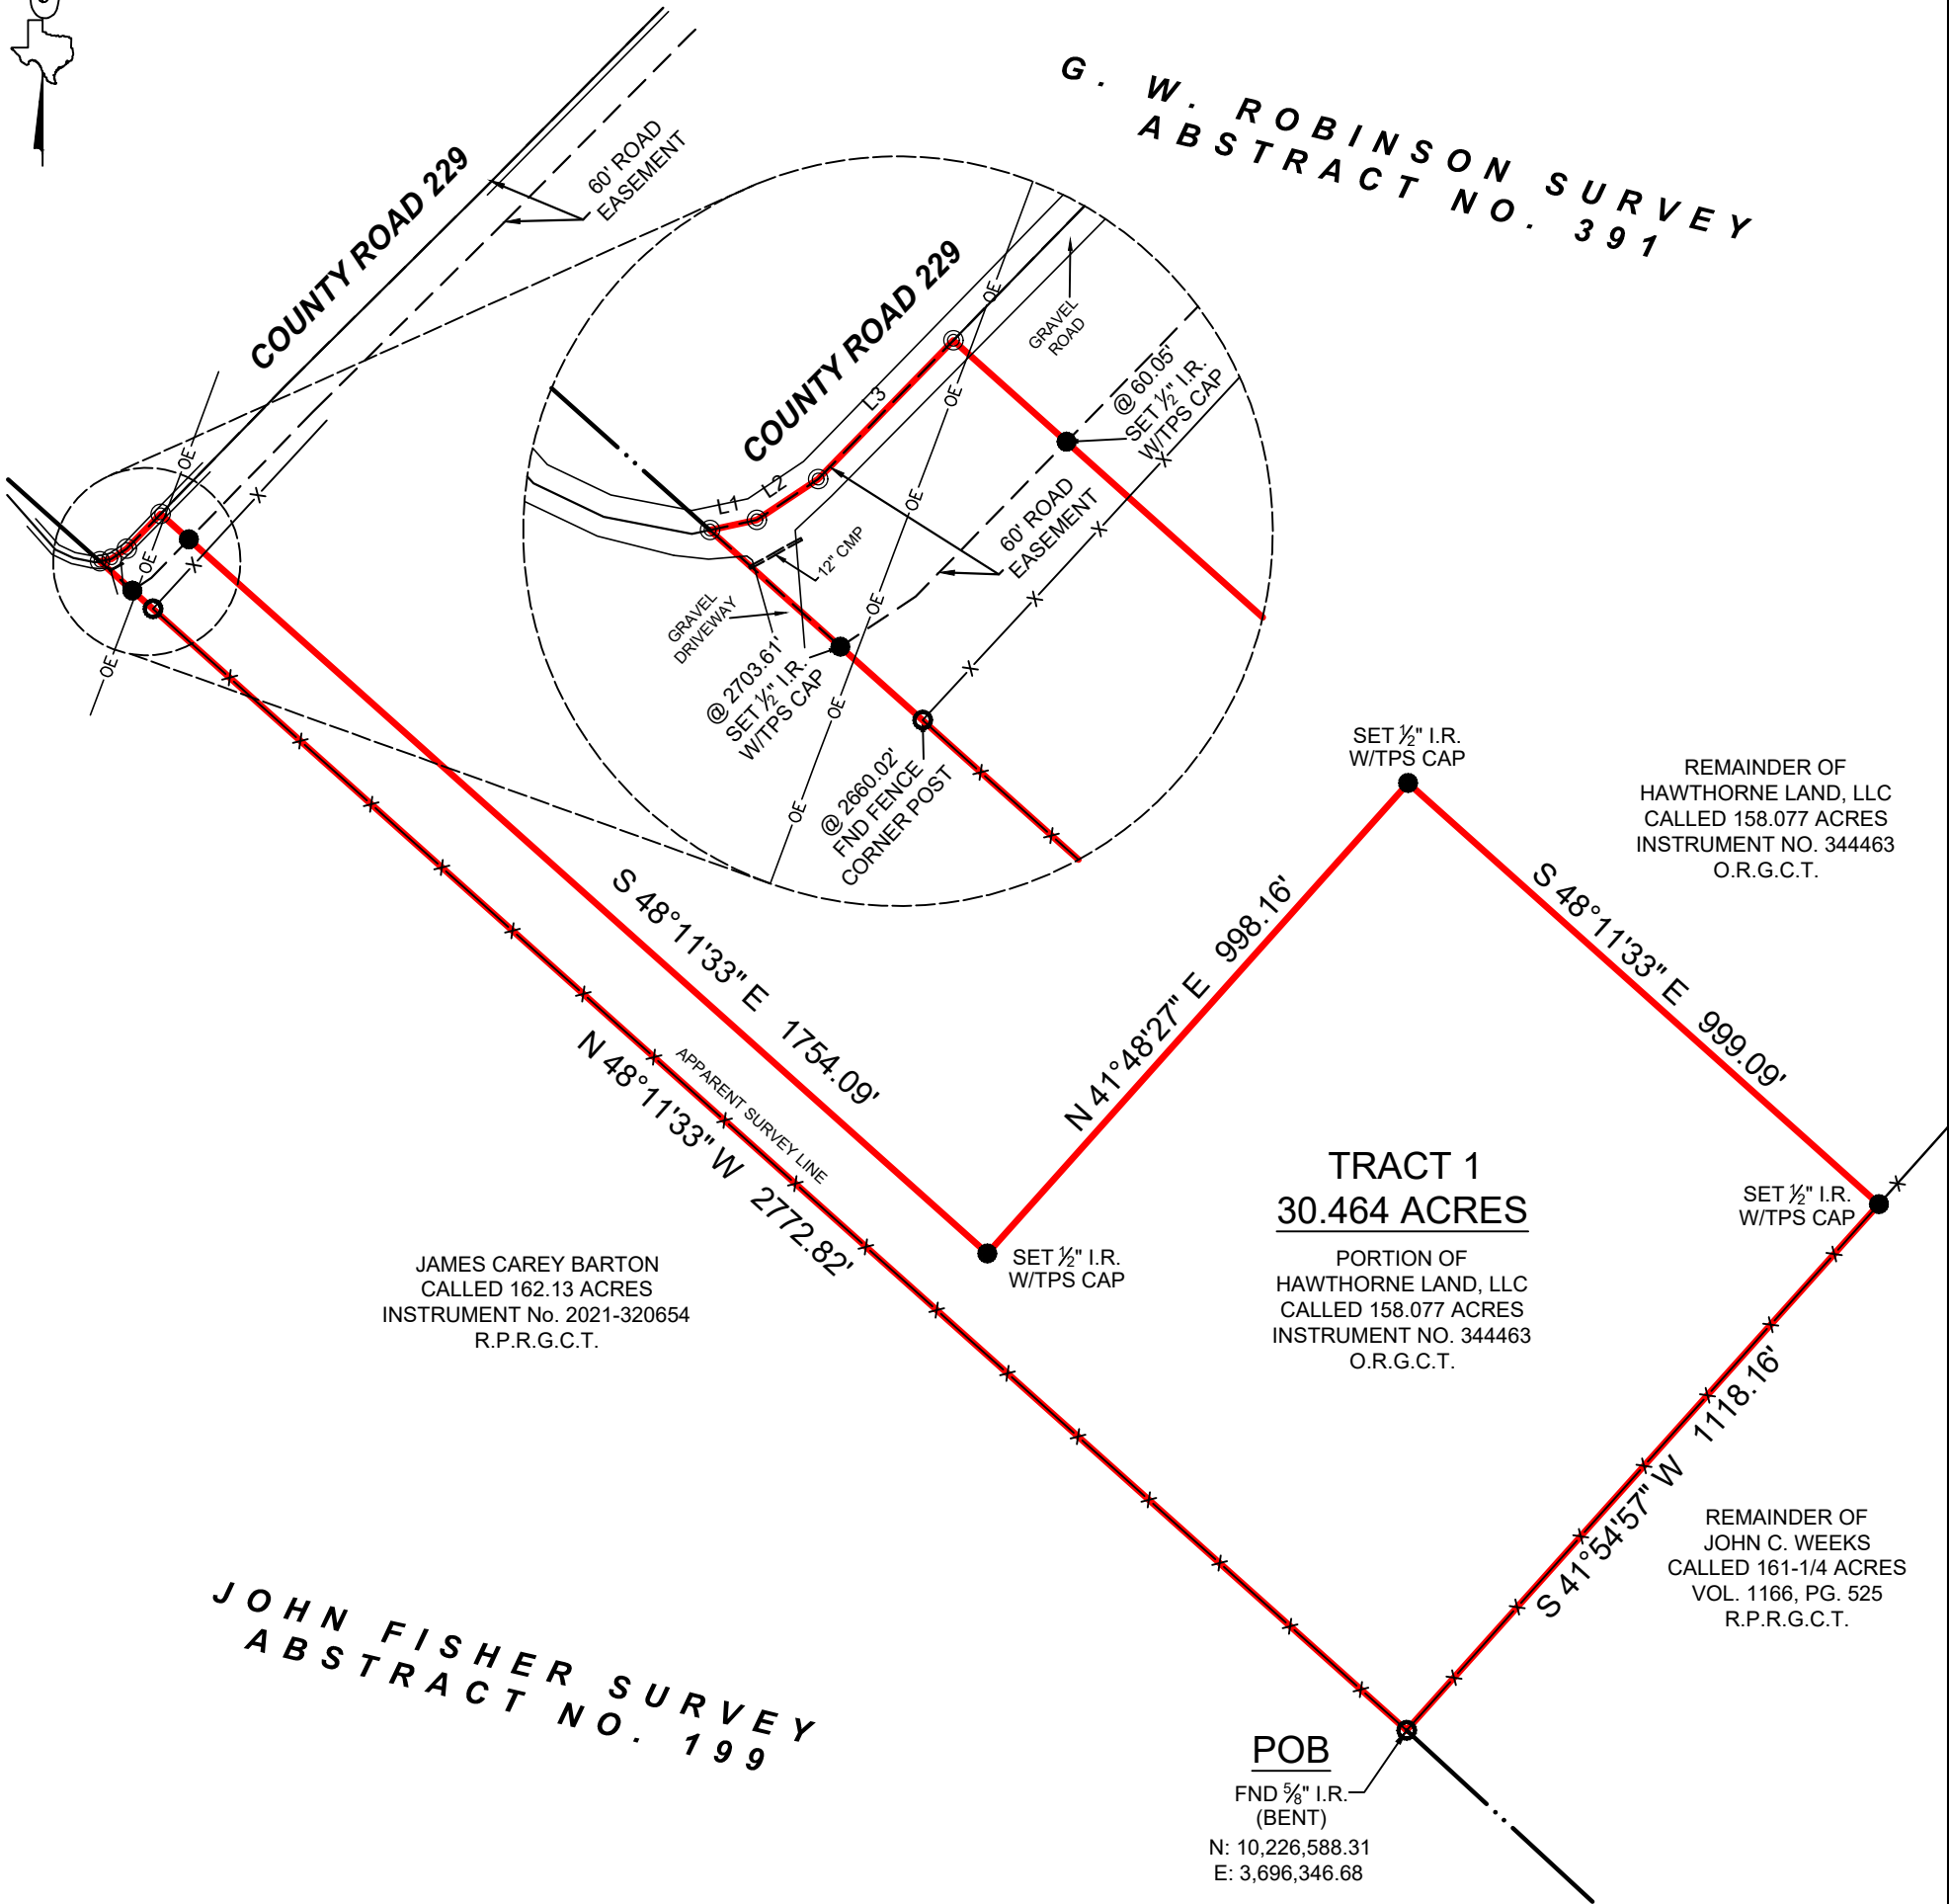 G. W. ROBINSON SURVEY
ABSTRACT NO. 391
COUNTY ROAD 229
60' ROAD
EASEMENT
OE
OE
OE
X
X
COUNTY ROAD 229
OE
OE
OE
OE
OE
OE
GRAVEL
ROAD
L1
L2
L3
@ 60.05'
SET ½" I.R.
W/TPS CAP
60' ROAD
EASEMENT
X
X
X
X
12" CMP
GRAVEL
DRIVEWAY
@ 2703.61'
SET ½" I.R.
W/TPS CAP
@ 2660.02'
FND FENCE
CORNER POST
SET ½" I.R.
W/TPS CAP
REMAINDER OF
HAWTHORNE LAND, LLC
CALLED 158.077 ACRES
INSTRUMENT NO. 344463
O.R.G.C.T.
S 48°11'33" E 1754.09'
N 41°48'27" E 998.16'
S 48°11'33" E 999.09'
APPARENT SURVEY LINE
N 48°11'33" W 2772.82'
TRACT 1
30.464 ACRES
PORTION OF
HAWTHORNE LAND, LLC
CALLED 158.077 ACRES
INSTRUMENT NO. 344463
O.R.G.C.T.
SET ½" I.R.
W/TPS CAP
SET ½" I.R.
W/TPS CAP
JAMES CAREY BARTON
CALLED 162.13 ACRES
INSTRUMENT No. 2021-320654
R.P.R.G.C.T.
S 41°54'57" W 1118.16'
REMAINDER OF
JOHN C. WEEKS
CALLED 161-1/4 ACRES
VOL. 1166, PG. 525
R.P.R.G.C.T.
JOHN FISHER SURVEY
ABSTRACT NO. 199
POB
FND ⅝" I.R.
(BENT)
N: 10,226,588.31
E: 3,696,346.68